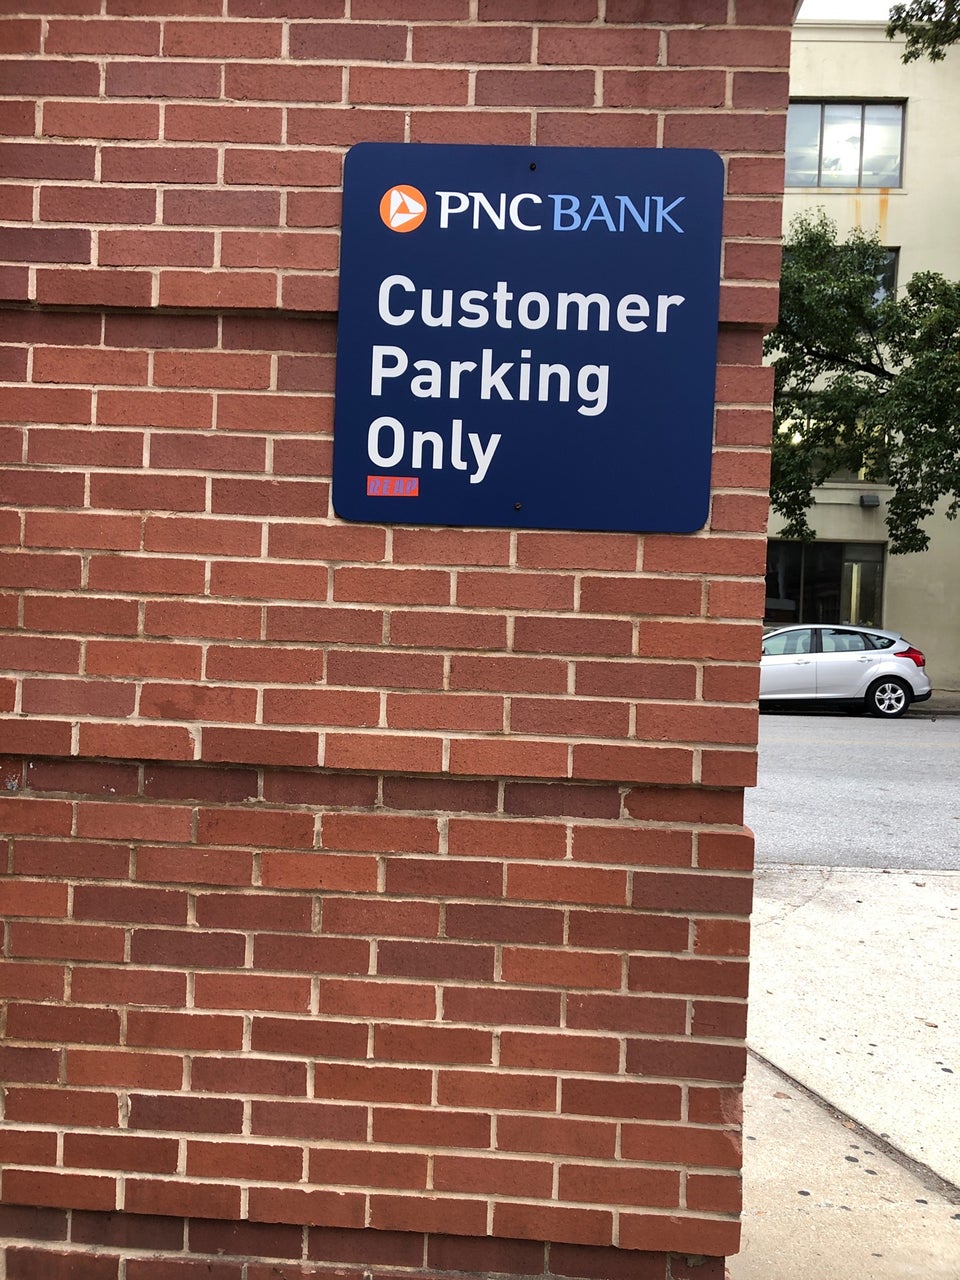 PNC BANK
Customer
Parking
Only